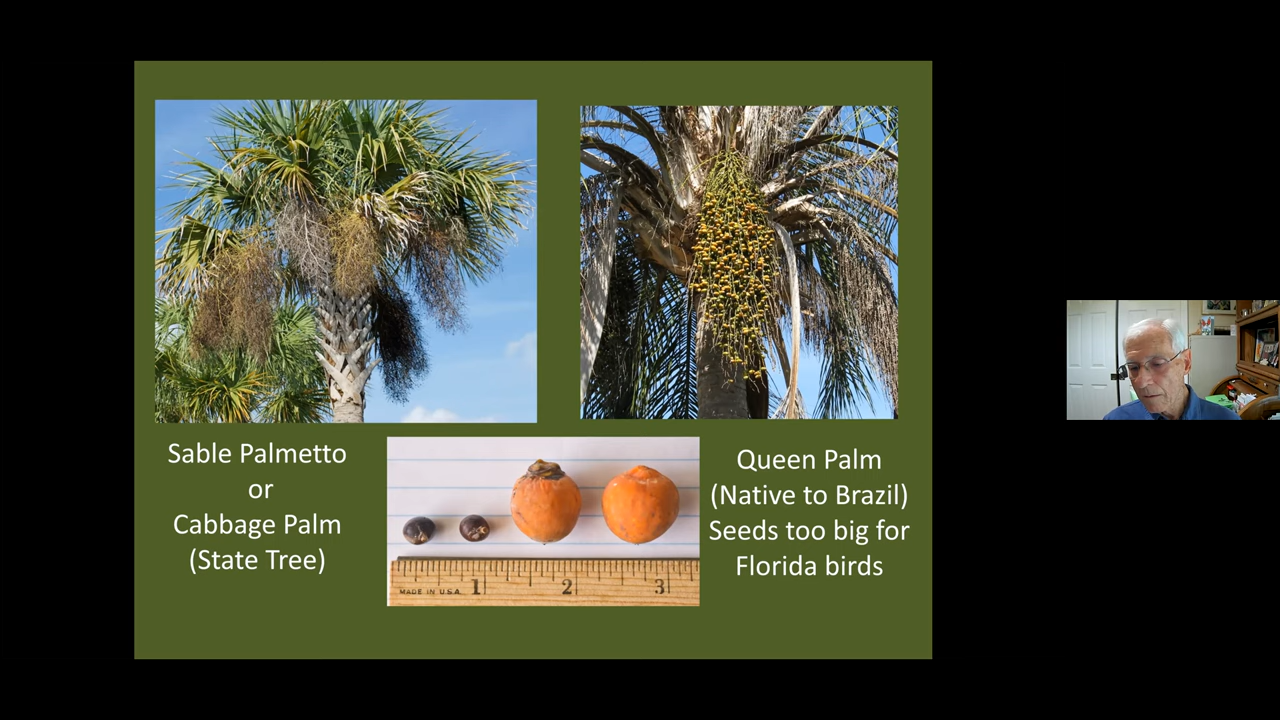 Sable Palmetto
or
Cabbage Palm
(State Tree)
MADE IN U.S.A. 1 2 3
Queen Palm
(Native to Brazil)
Seeds too big for
Florida birds